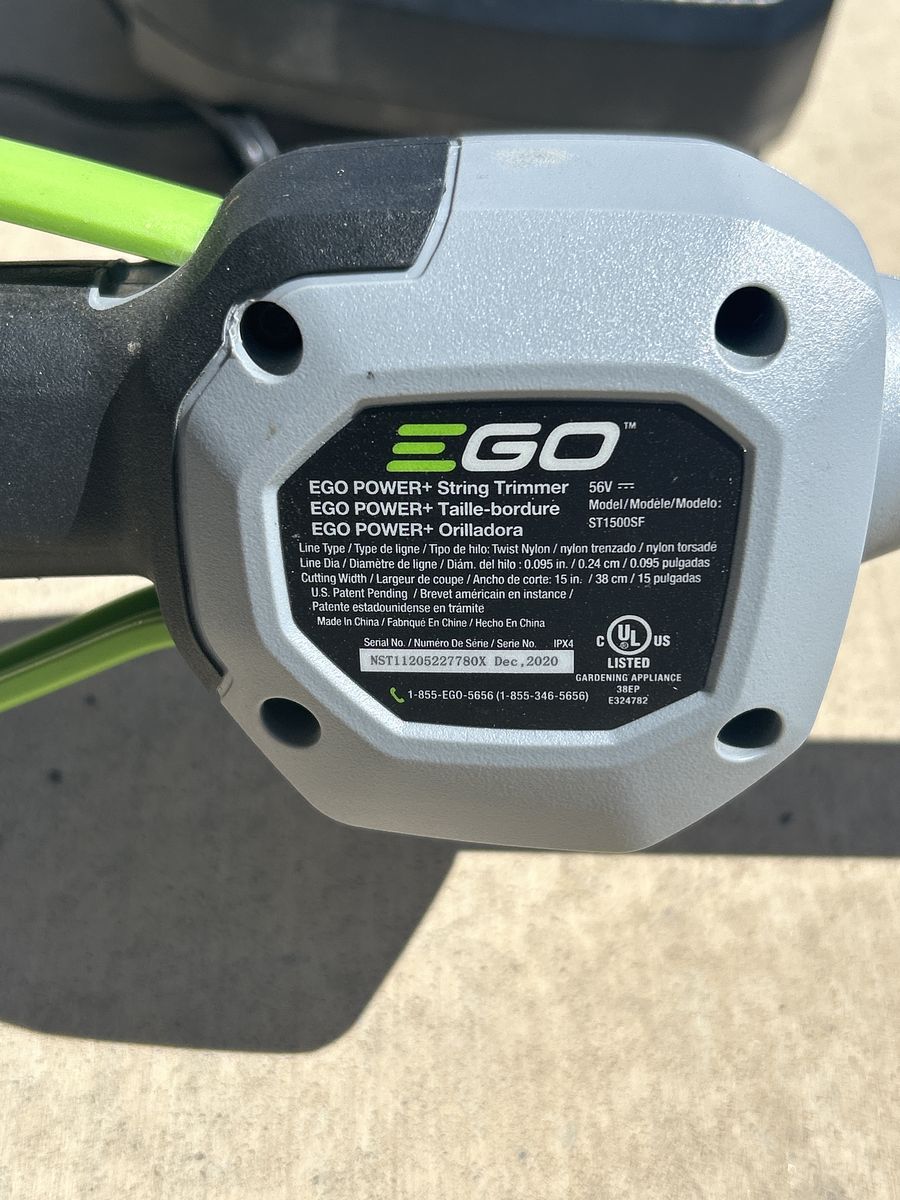 EGO™
EGO POWER+ String Trimmer
EGO POWER+ Taille-bordure
EGO POWER+ Orilladora
56V
Model/Modèle/Modelo:
ST1500SF
Line Type / Type de ligne / Tipo de hilo: Twist Nylon / nylon trenzado / nylon torsadé
Line Dia / Diamètre de ligne / Diám. del hilo : 0.095 in. / 0.24 cm / 0.095 pulgadas
Cutting Width / Largeur de coupe / Ancho de corte: 15 in. / 38 cm / 15 pulgadas
U.S. Patent Pending / Brevet américain en instance /
Patente estadounidense en trámite
Made In China / Fabriqué En Chine / Hecho En China
Serial No. / Numéro De Série / Serie No. IPX4
NST11205227780X Dec,2020
1-855-EGO-5656 (1-855-346-5656)
C UL ® US
LISTED
GARDENING APPLIANCE
38EP
E324782